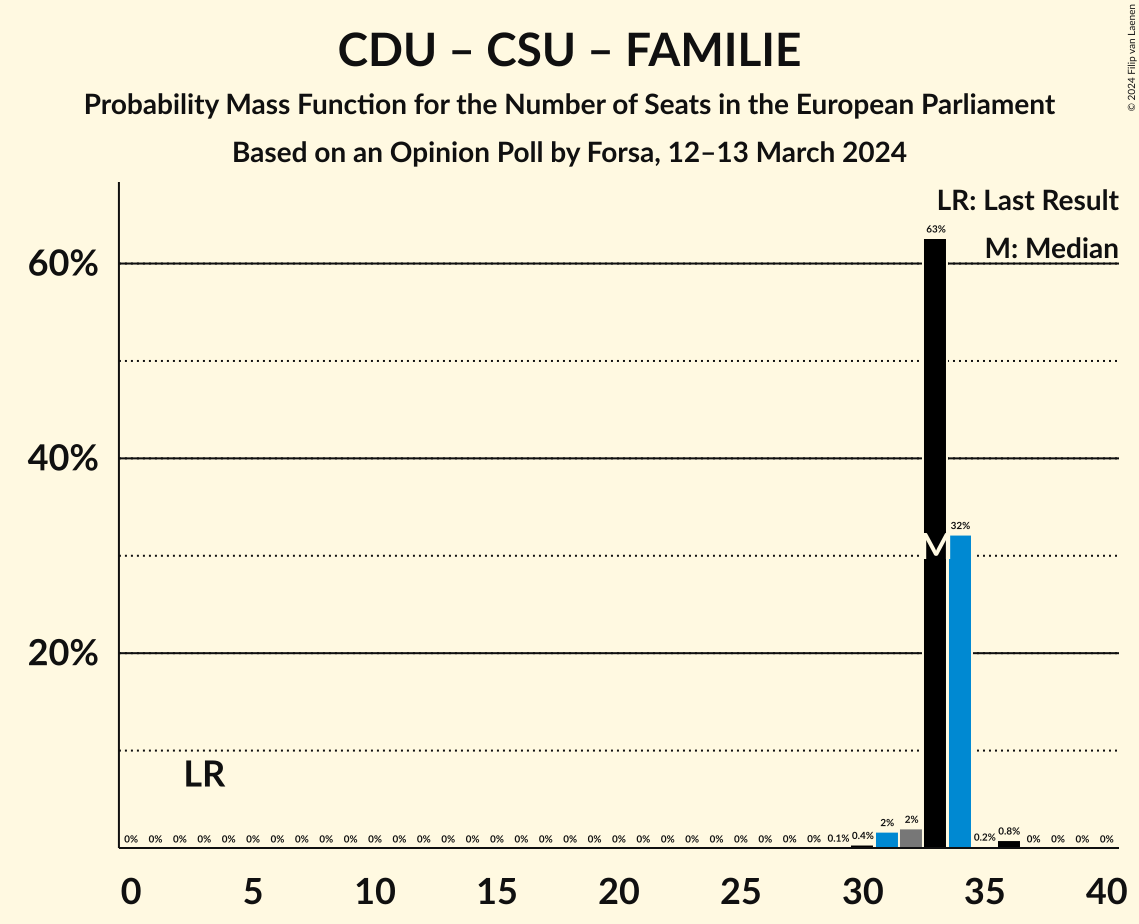 CDU – CSU – FAMILIE
Probability Mass Function for the Number of Seats in the European Parliament
Based on an Opinion Poll by Forsa, 12–13 March 2024
© 2024 Filip van Laenen
LR: Last Result
M: Median
63%
60%
40%
32%
M
20%
LR
0% 0% 0% 0% 0% 0% 0% 0% 0% 0% 0% 0% 0% 0% 0% 0% 0% 0% 0% 0% 0% 0% 0% 0% 0% 0% 0% 0% 0% 0.1% 0.4% 2% 2% 0.2% 0.8% 0% 0% 0% 0%
0 5 10 15 20 25 30 35 40